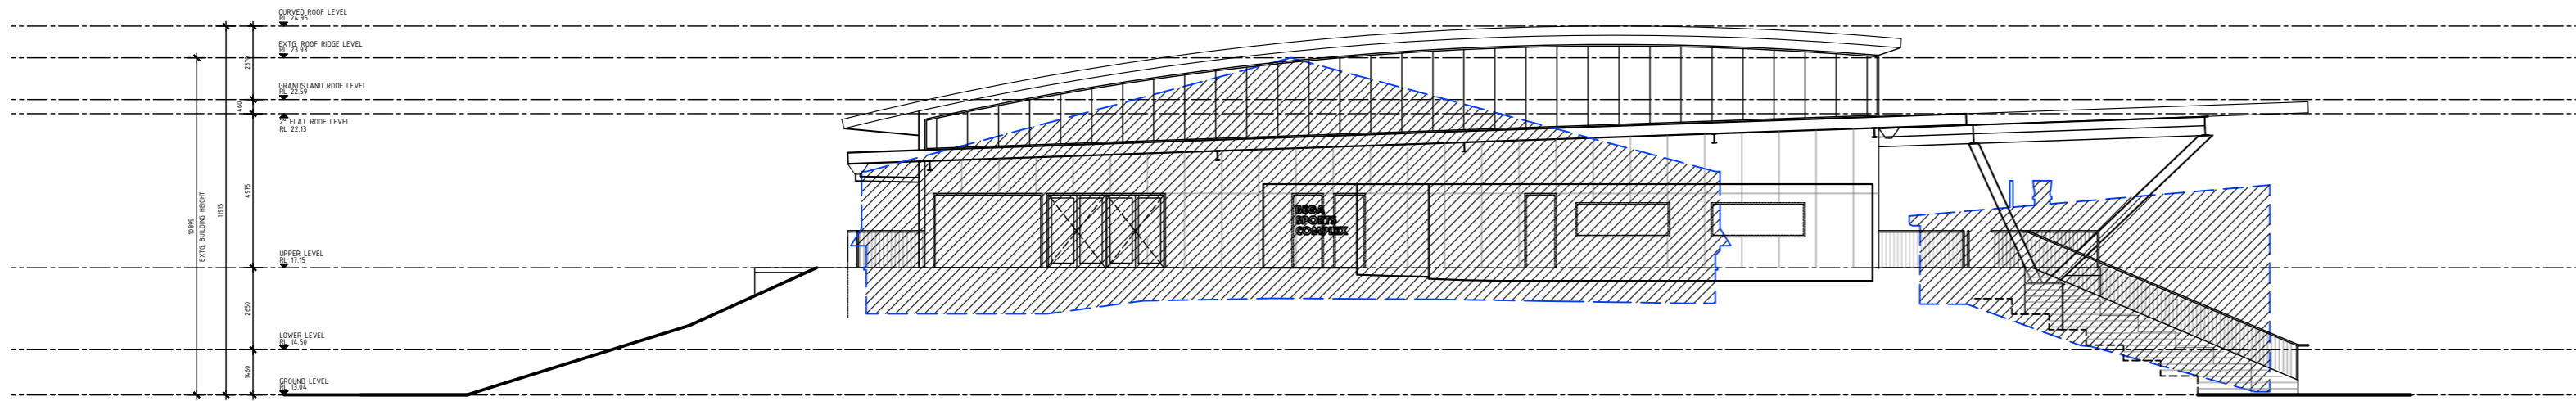 CURVED ROOF LEVEL
RL 24.95
EXTG. ROOF RIDGE LEVEL
RL 23.93
GRANDSTAND ROOF LEVEL
RL 22.59
2° FLAT ROOF LEVEL
RL 22.13
UPPER LEVEL
RL 17.15
LOWER LEVEL
RL 14.50
GROUND LEVEL
RL 13.04
10895
EXTG. BUILDING HEIGHT
11915
2370
460
4975
2650
1460
BEGA
SPORTS
COMPLEX